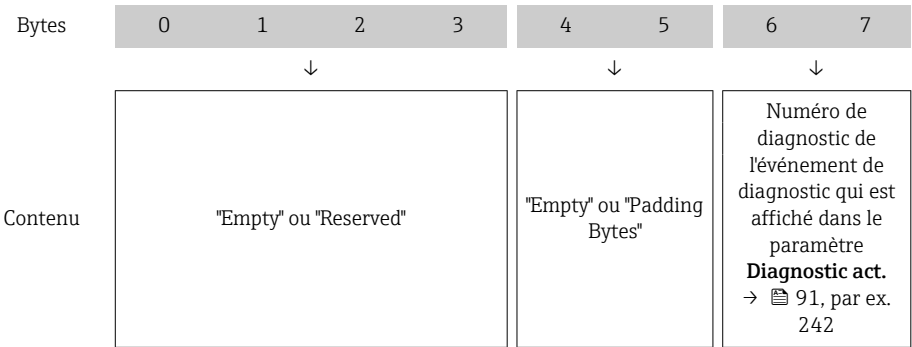 Bytes 0 1 2 3 4 5 6 7
↓ ↓ ↓
Contenu
"Empty" ou "Reserved"
"Empty" ou "Padding
Bytes"
Numéro de
diagnostic de
l'événement de
diagnostic qui est
affiché dans le
paramètre
Diagnostic act.
→ 91, par ex.
242